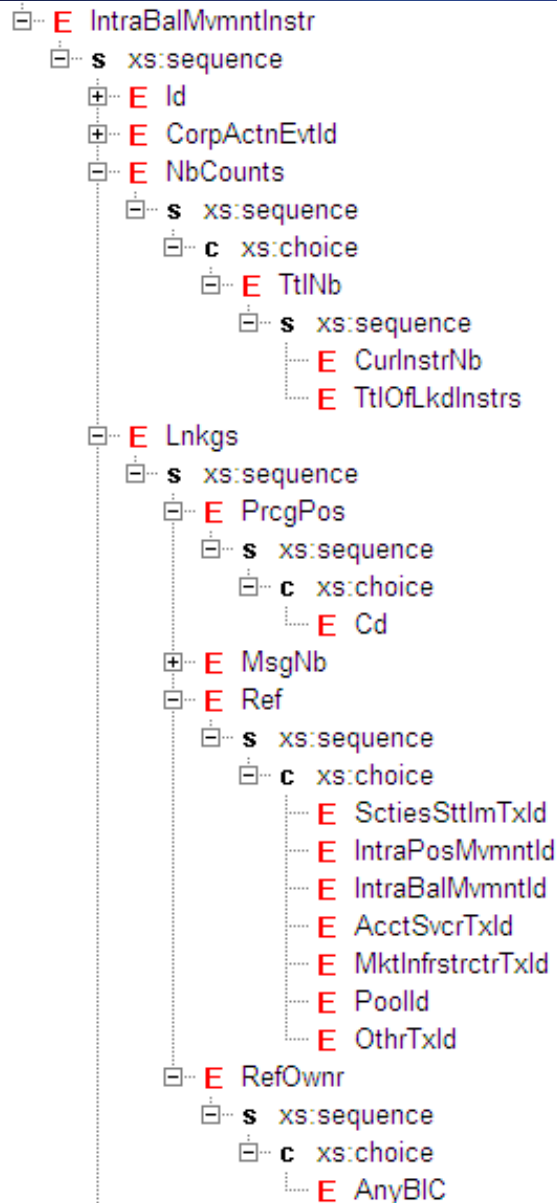 E IntraBalMvmntInstr
s xs:sequence
E Id
E CorpActnEvtId
E NbCounts
s xs:sequence
c xs:choice
E TtlNb
s xs:sequence
E CurInstrNb
E TtlOfLkdInstrs
E Lnkgs
s xs:sequence
E PrcgPos
s xs:sequence
c xs:choice
E Cd
E MsgNb
E Ref
s xs:sequence
c xs:choice
E SctiesSttlmTxId
E IntraPosMvmntId
E IntraBalMvmntId
E AcctSvcrTxId
E MktInfrstrctrTxId
E PoolId
E OthrTxId
E RefOwnr
s xs:sequence
c xs:choice
E AnyBIC